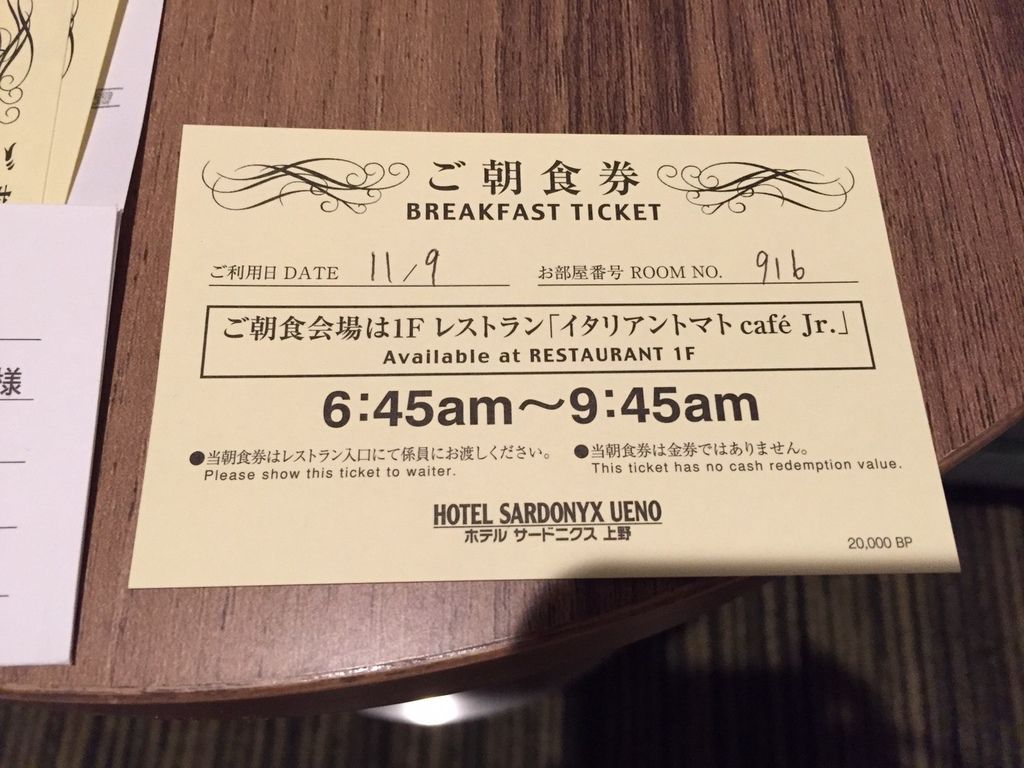 ご朝食券
BREAKFAST TICKET
ご利用日 DATE 11/9 お部屋番号 ROOM NO. 916
ご朝食会場は1F レストラン「イタリアントマト café Jr.」
Available at RESTAURANT 1F
6:45am〜9:45am
●当朝食券はレストラン入口にて係員にお渡しください。 ●当朝食券は金券ではありません。
Please show this ticket to waiter. This ticket has no cash redemption value.
HOTEL SARDONYX UENO
ホテル サードニクス 上野
20,000 BP
様